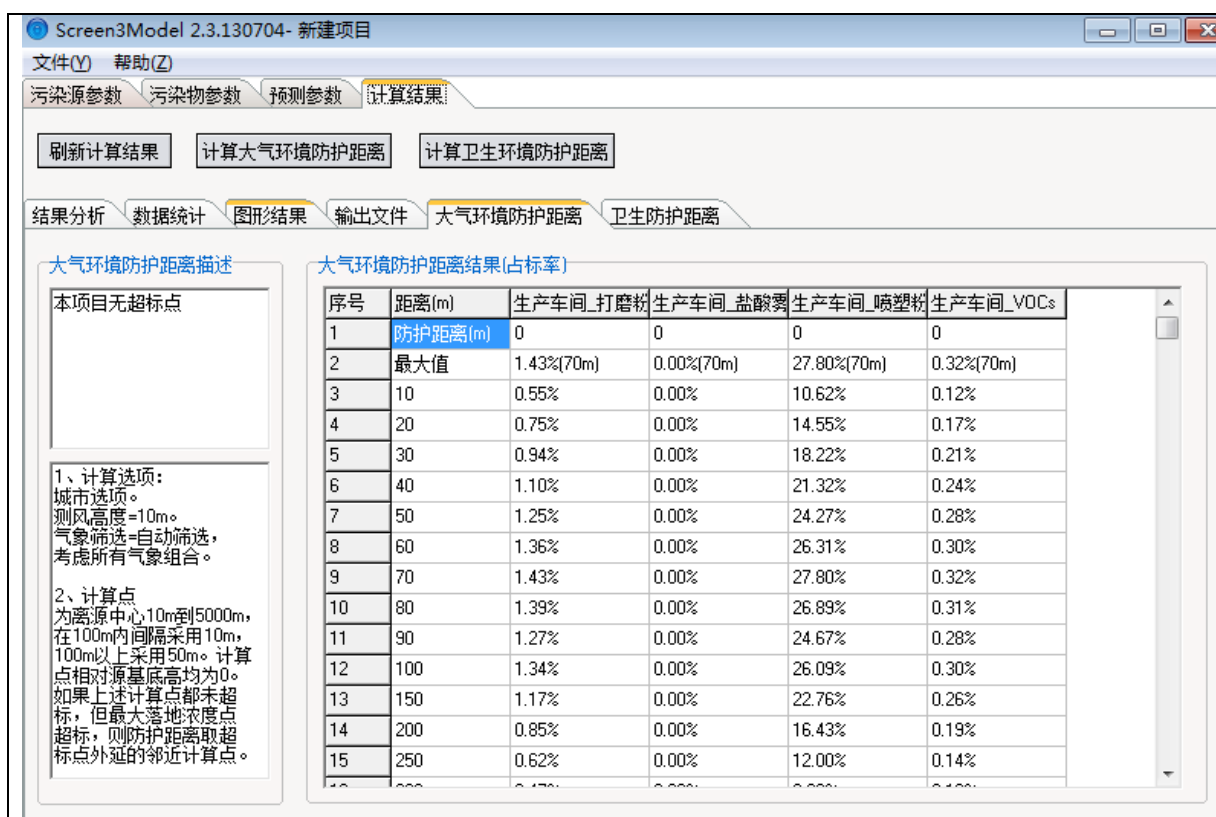 Screen3Model 2.3.130704- 新建项目
文件(Y) 帮助(Z)
污染源参数 污染物参数 预测参数 计算结果
刷新计算结果 计算大气环境防护距离 计算卫生环境防护距离
结果分析 数据统计 图形结果 输出文件 大气环境防护距离 卫生防护距离
大气环境防护距离描述
本项目无超标点
1、计算选项:
城市选项。
测风高度=10m。
气象筛选=自动筛选,
考虑所有气象组合。
2、计算点
为离源中心10m到5000m,
在100m内间隔采用10m,
100m以上采用50m。计算
点相对源基底高均为0。
如果上述计算点都未超
标,但最大落地浓度点
超标,则防护距离取超
标点外延的邻近计算点。
大气环境防护距离结果(占标率)
序号 距离(m) 生产车间_打磨粉 生产车间_盐酸雾 生产车间_喷塑粉 生产车间_VOCs
1 防护距离(m) 0 0 0 0
2 最大值 1.43%(70m) 0.00%(70m) 27.80%(70m) 0.32%(70m)
3 10 0.55% 0.00% 10.62% 0.12%
4 20 0.75% 0.00% 14.55% 0.17%
5 30 0.94% 0.00% 18.22% 0.21%
6 40 1.10% 0.00% 21.32% 0.24%
7 50 1.25% 0.00% 24.27% 0.28%
8 60 1.36% 0.00% 26.31% 0.30%
9 70 1.43% 0.00% 27.80% 0.32%
10 80 1.39% 0.00% 26.89% 0.31%
11 90 1.27% 0.00% 24.67% 0.28%
12 100 1.34% 0.00% 26.09% 0.30%
13 150 1.17% 0.00% 22.76% 0.26%
14 200 0.85% 0.00% 16.43% 0.19%
15 250 0.62% 0.00% 12.00% 0.14%